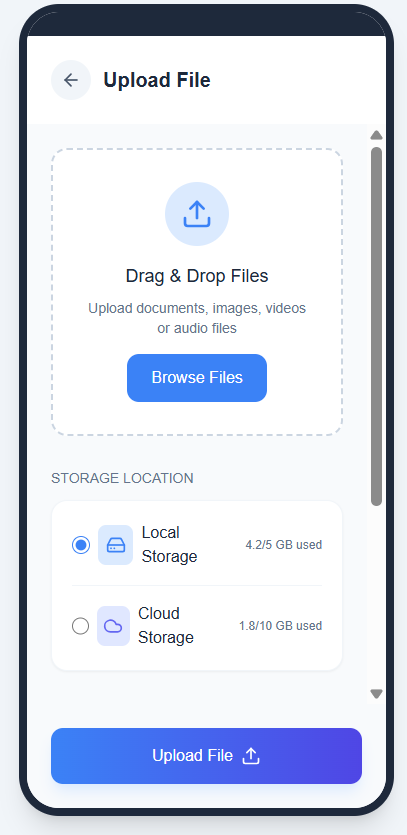 Upload File
Drag & Drop Files
Upload documents, images, videos
or audio files
Browse Files
STORAGE LOCATION
Local
Storage
4.2/5 GB used
Cloud
Storage
1.8/10 GB used
Upload File